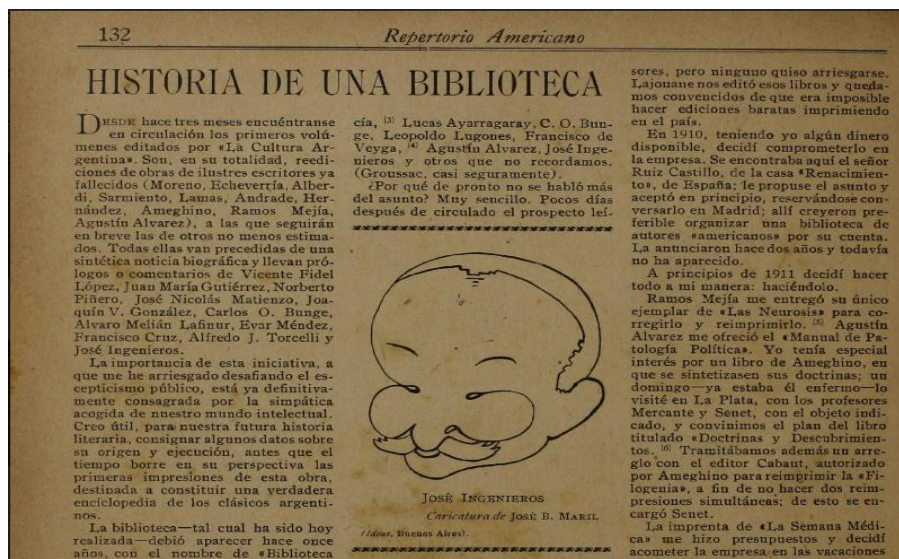 132
Repertorio Americano
HISTORIA DE UNA BIBLIOTECA
DESDE hace tres meses encuéntranse
en circulación los primeros volú-
menes editados por «La Cultura Ar-
gentina». Son, en su totalidad, reedi-
ciones de obras de ilustres escritores ya
fallecidos (Moreno, Echeverría, Alber-
di, Sarmiento, Lamas, Andrade, Her-
nández, Ameghino, Ramos Mejía,
Agustín Alvarez), a las que seguirán
en breve las de otros no menos estima-
dos. Todas ellas van precedidas de una
sintética noticia biográfica y llevan pró-
logos o comentarios de Vicente Fidel
López, Juan María Gutiérrez, Norberto
Piñero, José Nicolás Matienzo, Joa-
quín V. González, Carlos O. Bunge,
Alvaro Melián Lafinur, Evar Méndez,
Francisco Cruz, Alfredo J. Torcelli y
José Ingenieros.
La importancia de esta iniciativa, a
que me he arriesgado desafiando el es-
cepticismo público, está ya definitiva-
mente consagrada por la simpática
acogida de nuestro mundo intelectual.
Creo útil, para nuestra futura historia
literaria, consignar algunos datos sobre
su origen y ejecución, antes que el
tiempo borre en su perspectiva las
primeras impresiones de esta obra,
destinada a constituir una verdadera
enciclopedia de los clásicos argenti-
nos.
La biblioteca—tal cual ha sido hoy
realizada—debió aparecer hace once
años, con el nombre de «Biblioteca
cía, (3) Lucas Ayarragaray, C. O. Bun-
ge, Leopoldo Lugones, Francisco de
Veyga, (4) Agustín Alvarez, José Inge-
nieros y otros que no recordamos.
(Groussac, casi seguramente).
¿Por qué de pronto no se habló más
del asunto? Muy sencillo. Pocos días
después de circulado el prospecto leí-
JOSÉ INGENIEROS
Caricatura de JOSÉ B. MARIL
(Ideas, Buenos Aires).
sores, pero ninguno quiso arriesgarse.
Lajouane nos editó esos libros y queda-
mos convencidos de que era imposible
hacer ediciones baratas imprimiendo
en el país.
En 1910, teniendo yo algún dinero
disponible, decidí comprometerlo en
la empresa. Se encontraba aquí el señor
Ruiz Castillo, de la casa «Renacimien-
to», de España; le propuse el asunto y
aceptó en principio, reservándose con-
versarlo en Madrid; allí creyeron pre-
ferible organizar una biblioteca de
autores «americanos» por su cuenta.
La anunciaron hace dos años y todavía
no ha aparecido.
A principios de 1911 decidí hacer
todo a mi manera: haciéndolo.
Ramos Mejía me entregó su único
ejemplar de «Las Neurosis» para co-
rregirlo y reimprimirlo. (5) Agustín
Alvarez me ofreció el «Manual de Pa-
tología Política». Yo tenía especial
interés por un libro de Ameghino, en
que se sintetizasen sus doctrinas; un
domingo—ya estaba él enfermo—lo
visité en La Plata, con los profesores
Mercante y Senet, con el objeto indi-
cado, y convinimos el plan del libro
titulado «Doctrinas y Descubrimien-
tos. (6) Tramitábamos además un arre-
glo con el editor Cabaut, autorizado
por Ameghino para reimprimir la «Fi-
logenia», a fin de no hacer dos reim-
presiones simultáneas; de esto se en-
cargó Senet.
La imprenta de «La Semana Médi-
ca» me hizo presupuestos y decidí
acometer la empresa en las vacaciones